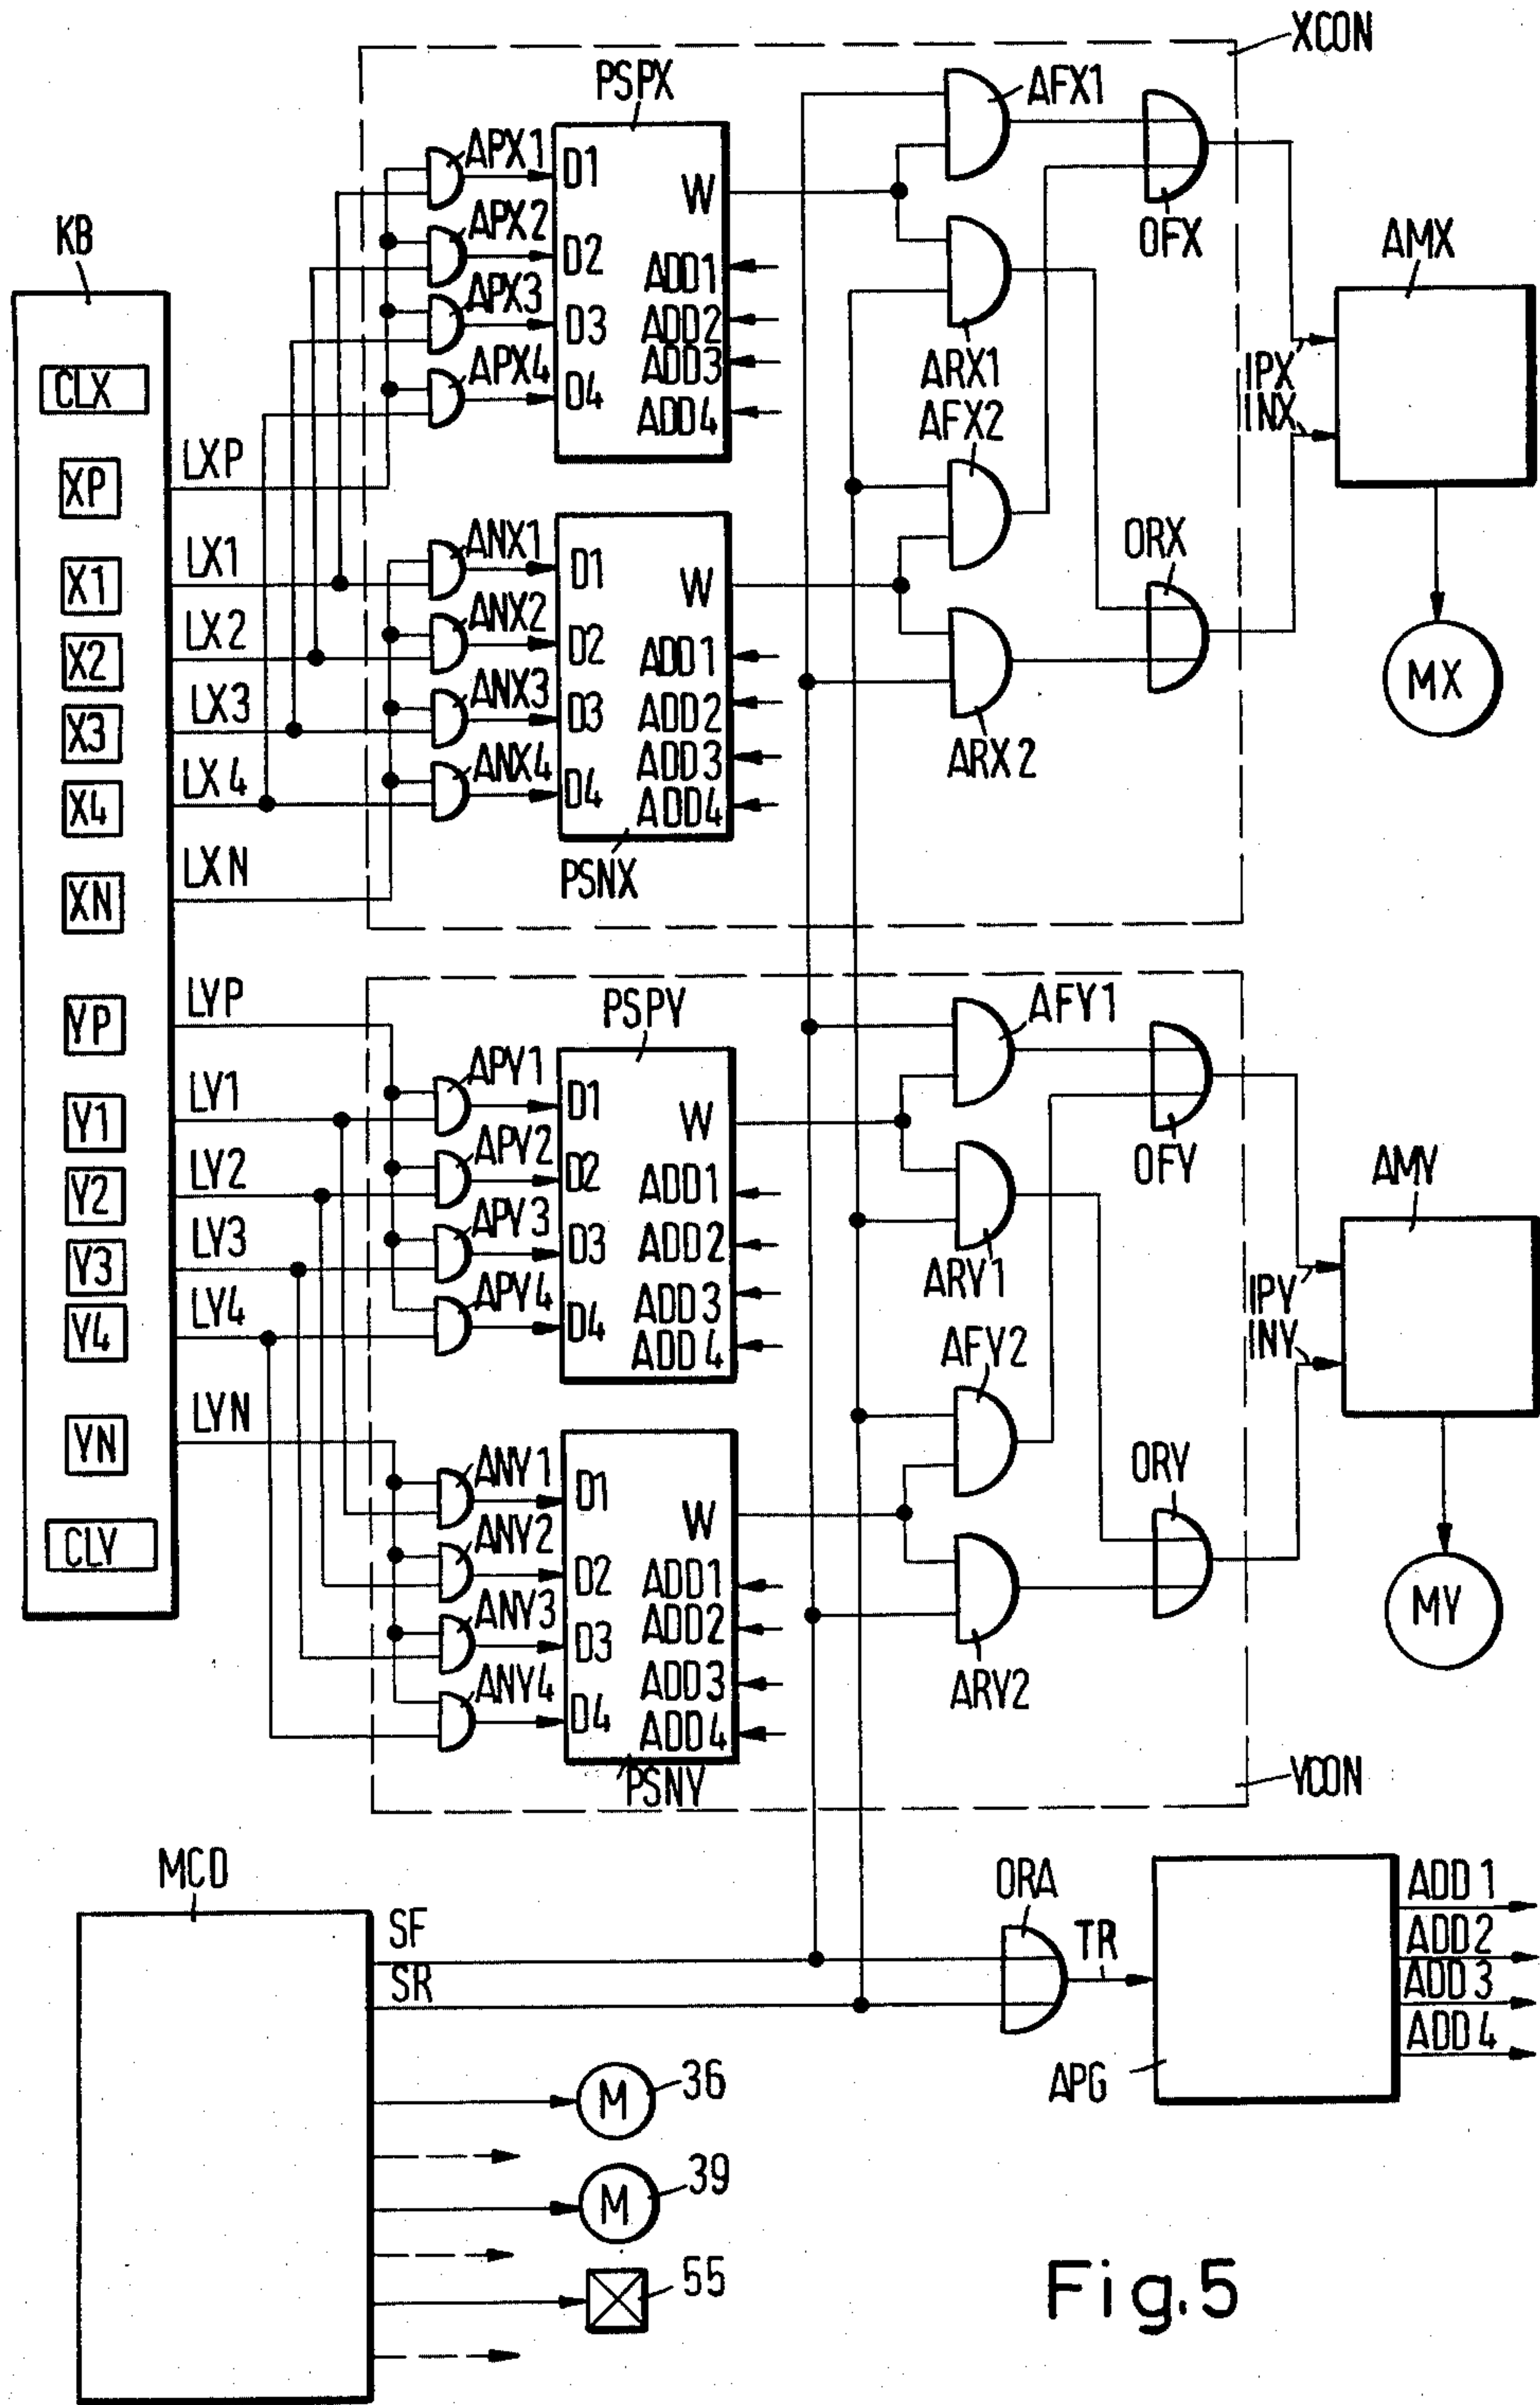 XCON
PSPX
AFX1
APX1
D1
W
OFX
KB
APX2
D2
ADD1
AMX
APX3
D3
ADD2
ARX1
APX4
D4
ADD3
ADD4
IPX
INX
CLX
AFX2
LXP
XP
ANX1
D1
W
ORX
LX1
X1
ANX2
D2
ADD1
LX2
X2
ANX3
D3
ADD2
MX
LX3
X3
ANX4
D4
ADD3
ADD4
ARX2
LX4
X4
PSNX
LXN
XN
LYP
YP
PSPY
AFY1
APY1
D1
W
OFY
LY1
Y1
APY2
D2
ADD1
AMY
LY2
Y2
APY3
D3
ADD2
ARY1
LY3
Y3
APY4
D4
ADD3
ADD4
IPY
INY
LY4
Y4
AFY2
LYN
YN
ANY1
D1
W
ORY
CLY
ANY2
D2
ADD1
ANY3
D3
ADD2
MY
ANY4
D4
ADD3
ADD4
ARY2
PSNY
YCON
MCD
SF
SR
ORA
TR
APG
ADD1
ADD2
ADD3
ADD4
M
36
M
39
55
Fig.5